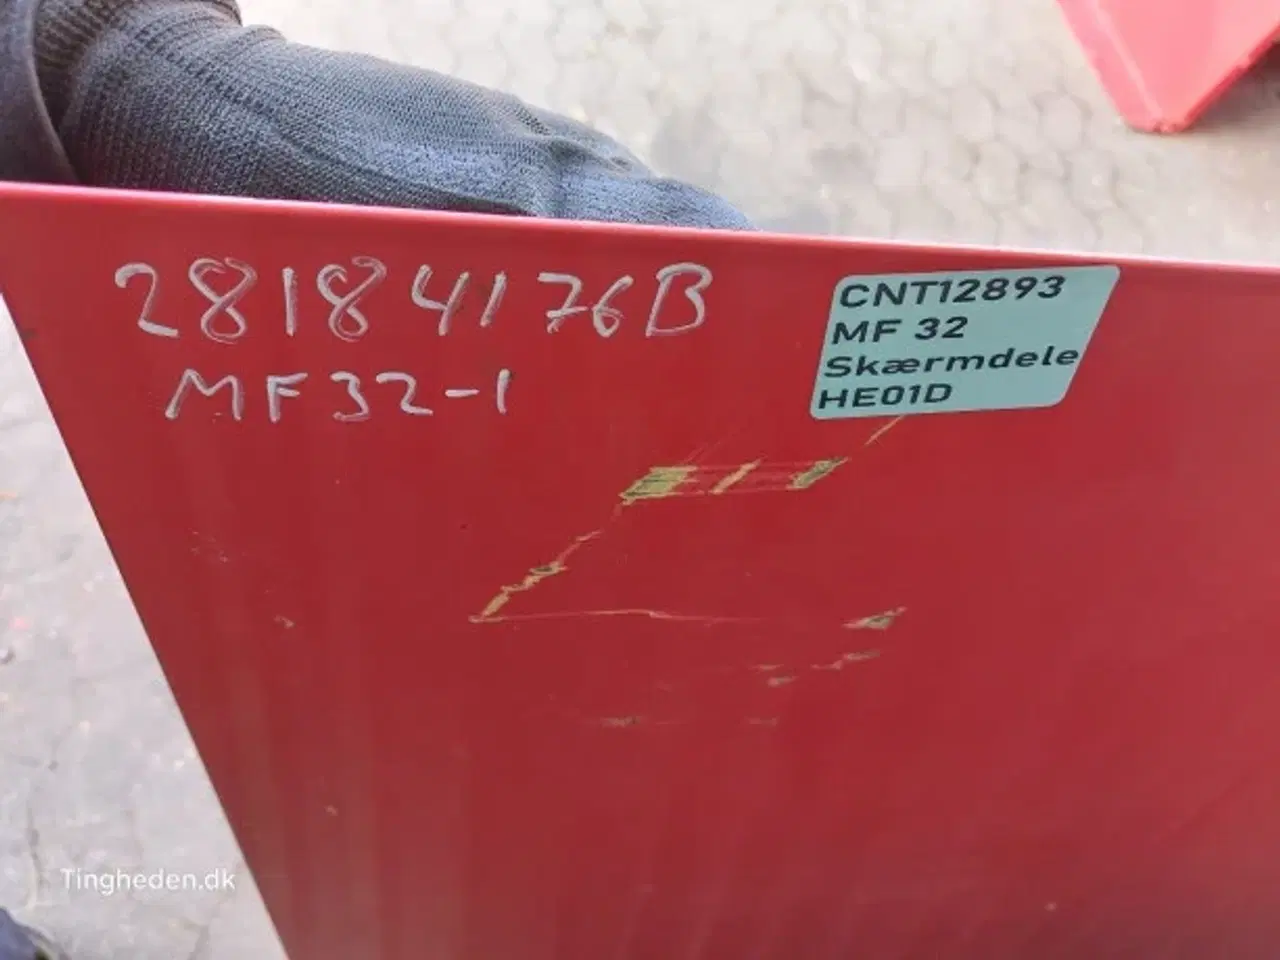 28184176B
MF32-1
CNT12893
MF 32
Skærmdele
HE01D
Tingheden.dk